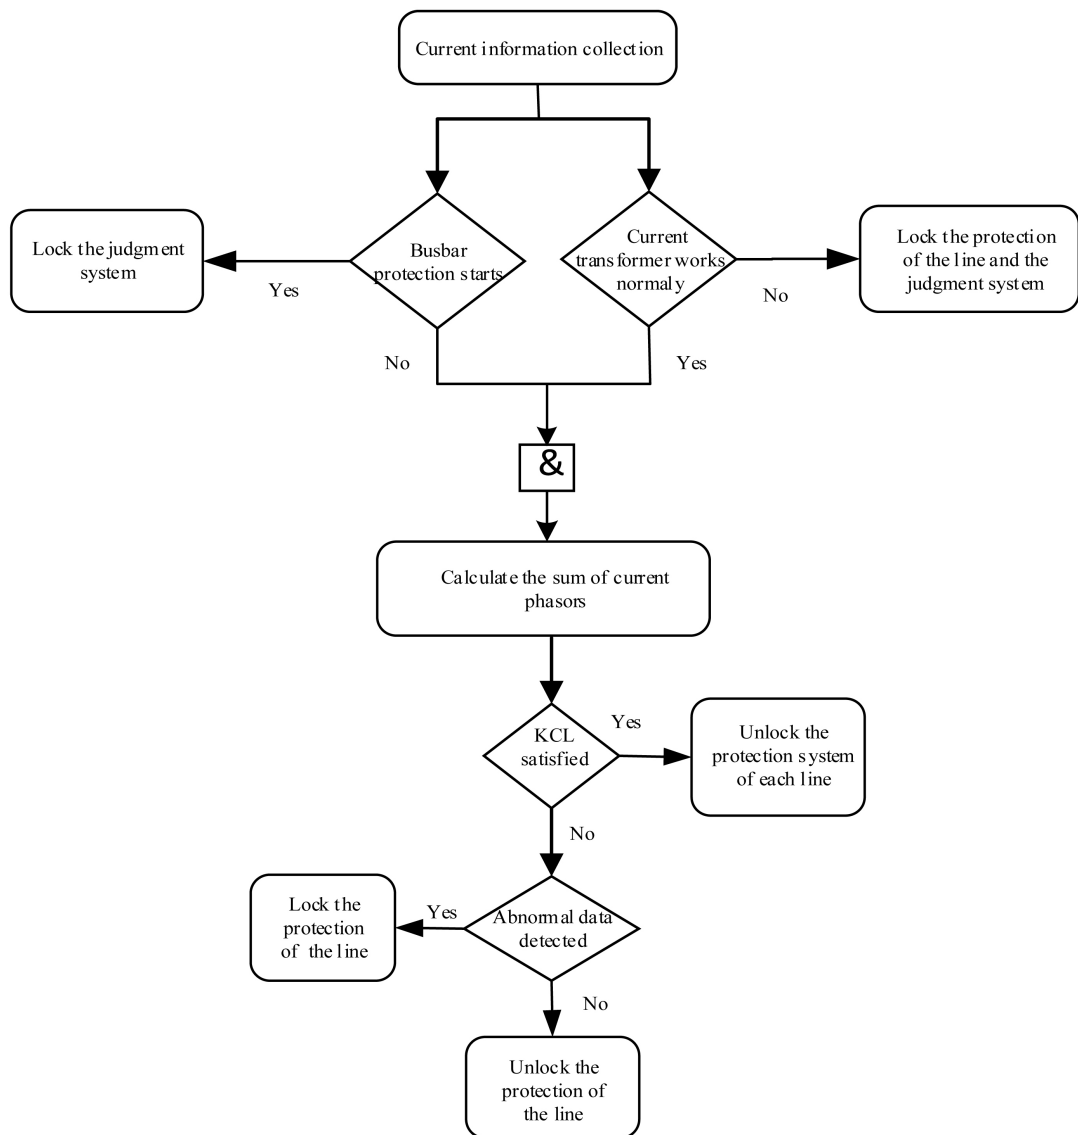 Current information collection
Lock the judgment
system
Yes
Busbar
protection starts
Current
transformer works
normaly
No
Lock the protection
of the line and the
judgment system
No
Yes
&
Calculate the sum of current
phasors
KCL
satisfied
Yes
Unlock the
protection system
of each line
No
Lock the
protection
of the line
Yes
Abnormal data
detected
No
Unlock the
protection of
the line